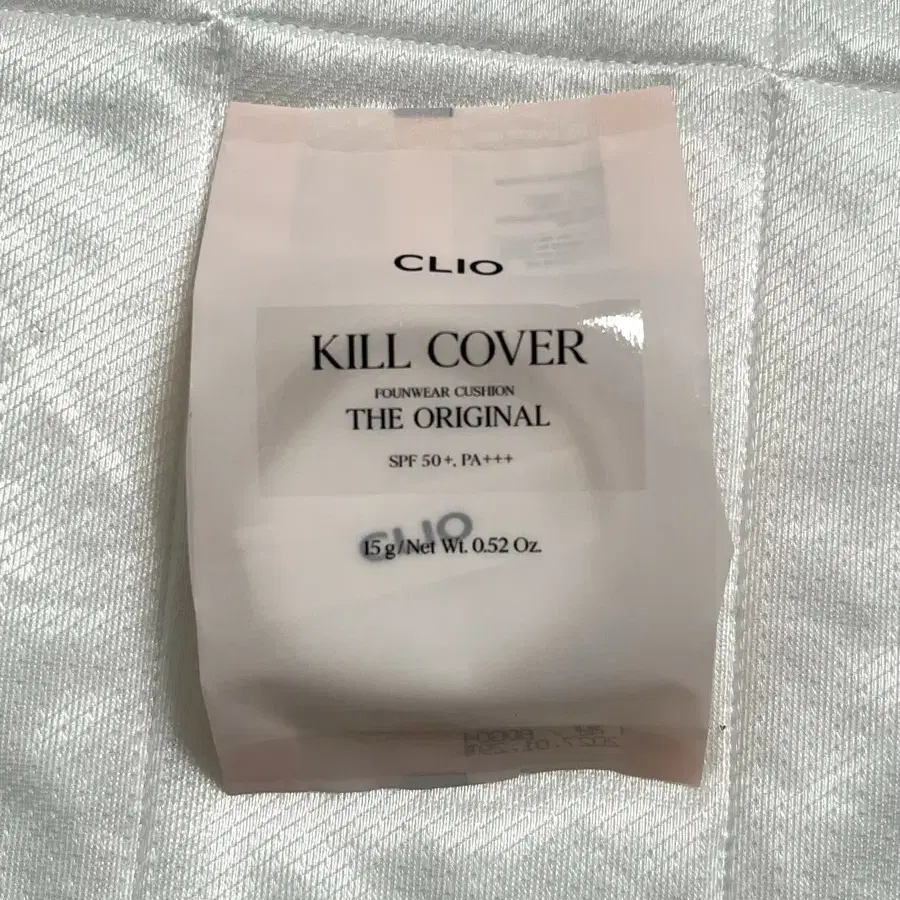 CLIO
KILL COVER
FOUNWEAR CUSHION
THE ORIGINAL
SPF 50+, PA+++
CLIO
15 g/Net Wt. 0.52 Oz.